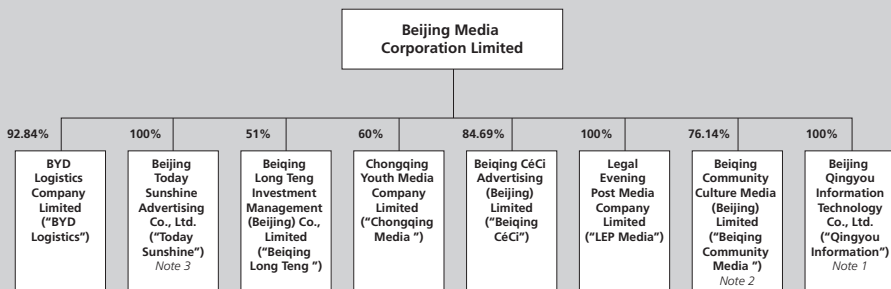 Beijing Media
Corporation Limited
92.84%
100%
51%
60%
84.69%
100%
76.14%
100%
BYD
Logistics
Company
Limited
("BYD
Logistics")
Beijing
Today
Sunshine
Advertising
Co., Ltd.
("Today
Sunshine")
Note 3
Beiqing
Long Teng
Investment
Management
(Beijing) Co.,
Limited
("Beiqing
Long Teng ")
Chongqing
Youth Media
Company
Limited
("Chongqing
Media ")
Beiqing CéCi
Advertising
(Beijing)
Limited
("Beiqing
CéCi")
Legal
Evening
Post Media
Company
Limited
("LEP Media")
Beiqing
Community
Culture Media
(Beijing)
Limited
("Beiqing
Community
Media ")
Note 2
Beijing
Qingyou
Information
Technology
Co., Ltd.
("Qingyou
Information")
Note 1